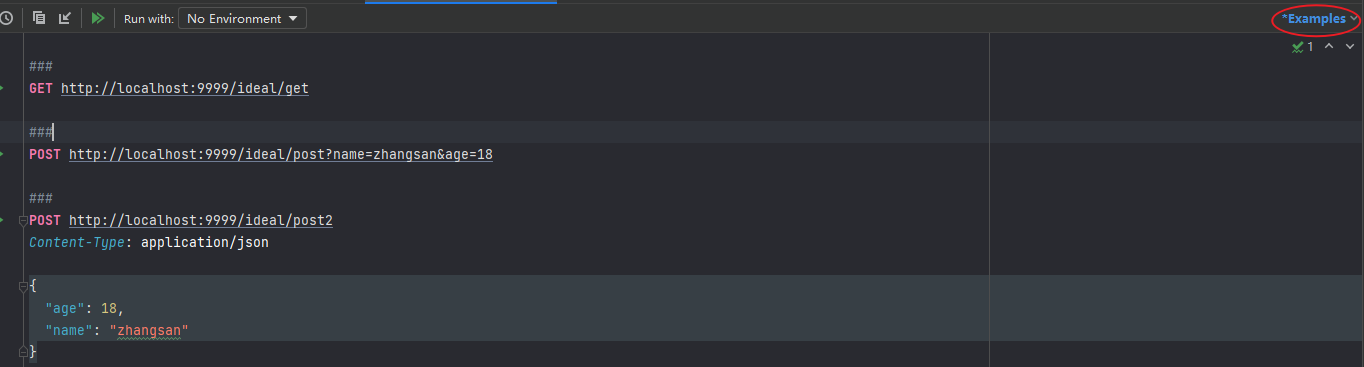 Run with: No Environment *Examples
1
###
GET http://localhost:9999/ideal/get
###
POST http://localhost:9999/ideal/post?name=zhangsan&age=18
###
POST http://localhost:9999/ideal/post2
Content-Type: application/json
{
"age": 18,
"name": "zhangsan"
}